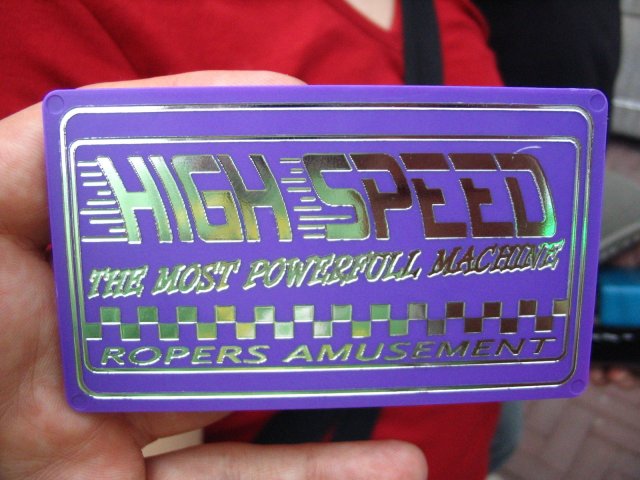 HIGH SPEED
THE MOST POWERFULL MACHINE
ROPERS AMUSEMENT